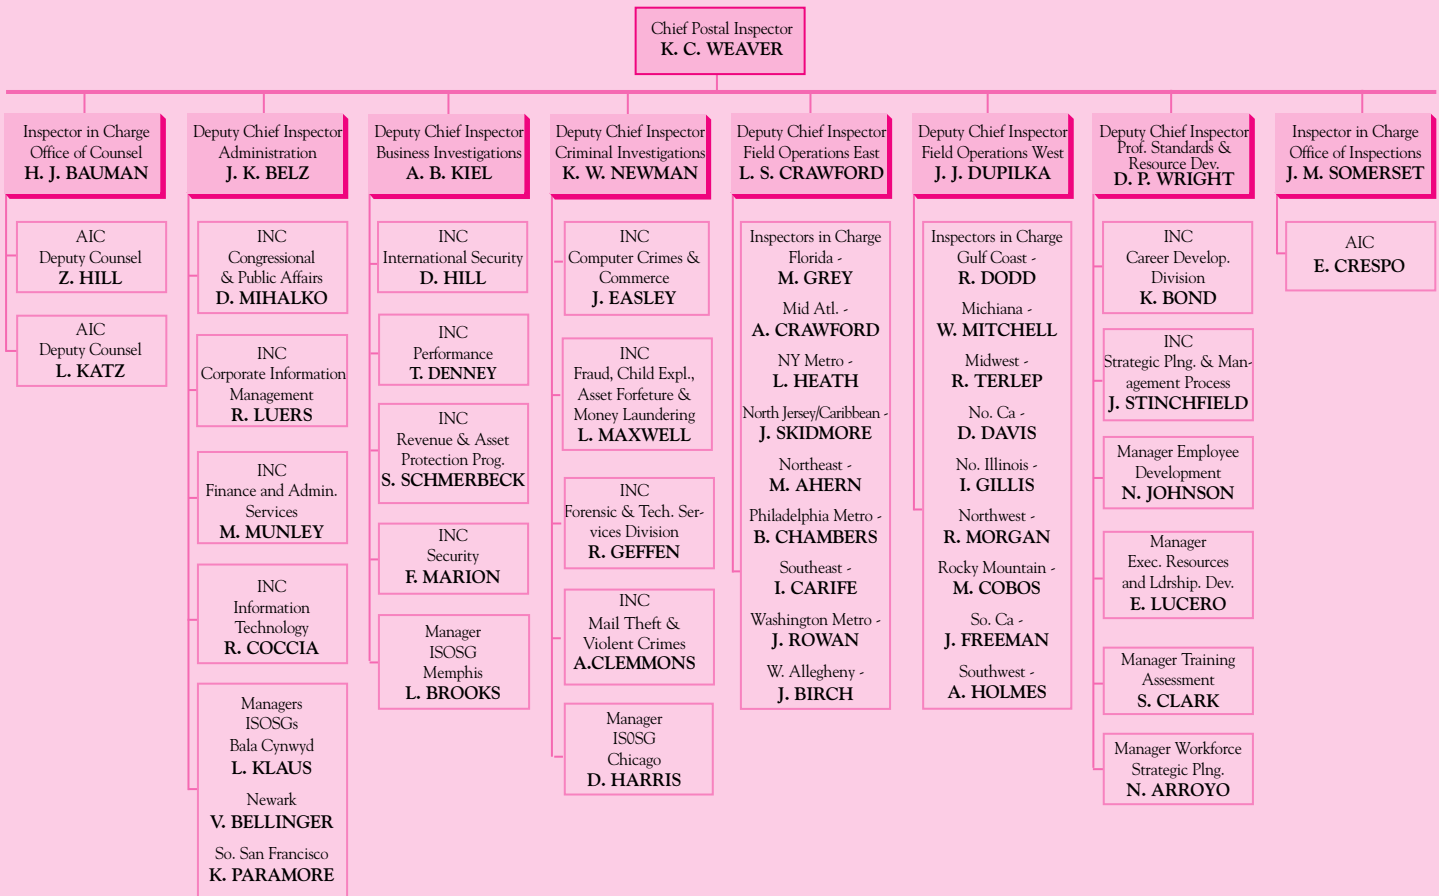 Chief Postal Inspector
K. C. WEAVER
Inspector in Charge
Office of Counsel
H. J. BAUMAN
AIC
Deputy Counsel
Z. HILL
AIC
Deputy Counsel
L. KATZ
Deputy Chief Inspector
Administration
J. K. BELZ
INC
Congressional
& Public Affairs
D. MIHALKO
INC
Corporate Information
Management
R. LUERS
INC
Finance and Admin.
Services
M. MUNLEY
INC
Information
Technology
R. COCCIA
Managers
ISOSGs
Bala Cynwyd
L. KLAUS
Newark
V. BELLINGER
So. San Francisco
K. PARAMORE
Deputy Chief Inspector
Business Investigations
A. B. KIEL
INC
International Security
D. HILL
INC
Performance
T. DENNEY
INC
Revenue & Asset
Protection Prog.
S. SCHMERBECK
INC
Security
F. MARION
Manager
ISOSG
Memphis
L. BROOKS
Deputy Chief Inspector
Criminal Investigations
K. W. NEWMAN
INC
Computer Crimes &
Commerce
J. EASLEY
INC
Fraud, Child Expl.,
Asset Forfeture &
Money Laundering
L. MAXWELL
INC
Forensic & Tech. Ser-
vices Division
R. GEFFEN
INC
Mail Theft &
Violent Crimes
A.CLEMMONS
Manager
IS0SG
Chicago
D. HARRIS
Deputy Chief Inspector
Field Operations East
L. S. CRAWFORD
Inspectors in Charge
Florida -
M. GREY
Mid Atl. -
A. CRAWFORD
NY Metro -
L. HEATH
North Jersey/Caribbean -
J. SKIDMORE
Northeast -
M. AHERN
Philadelphia Metro -
B. CHAMBERS
Southeast -
I. CARIFE
Washington Metro -
J. ROWAN
W. Allegheny -
J. BIRCH
Deputy Chief Inspector
Field Operations West
J. J. DUPILKA
Inspectors in Charge
Gulf Coast -
R. DODD
Michiana -
W. MITCHELL
Midwest -
R. TERLEP
No. Ca -
D. DAVIS
No. Illinois -
I. GILLIS
Northwest -
R. MORGAN
Rocky Mountain -
M. COBOS
So. Ca -
J. FREEMAN
Southwest -
A. HOLMES
Deputy Chief Inspector
Prof. Standards &
Resource Dev.
D. P. WRIGHT
INC
Career Develop.
Division
K. BOND
INC
Strategic Plng. & Man-
agement Process
J. STINCHFIELD
Manager Employee
Development
N. JOHNSON
Manager
Exec. Resources
and Ldrship. Dev.
E. LUCERO
Manager Training
Assessment
S. CLARK
Manager Workforce
Strategic Plng.
N. ARROYO
Inspector in Charge
Office of Inspections
J. M. SOMERSET
AIC
E. CRESPO